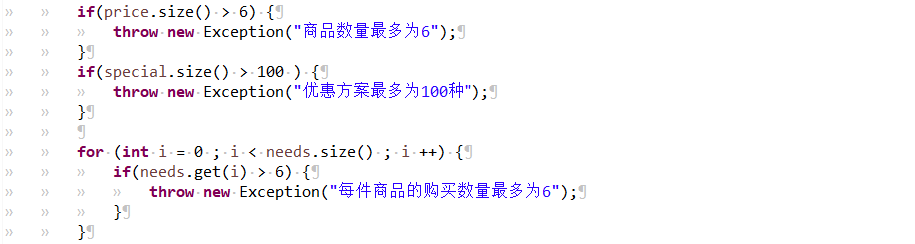 if(price.size() > 6) {
throw new Exception("商品数量最多为6");
}
if(special.size() > 100 ) {
throw new Exception("优惠方案最多为100种");
}
for (int i = 0 ; i < needs.size() ; i ++) {
if(needs.get(i) > 6) {
throw new Exception("每件商品的购买数量最多为6");
}
}